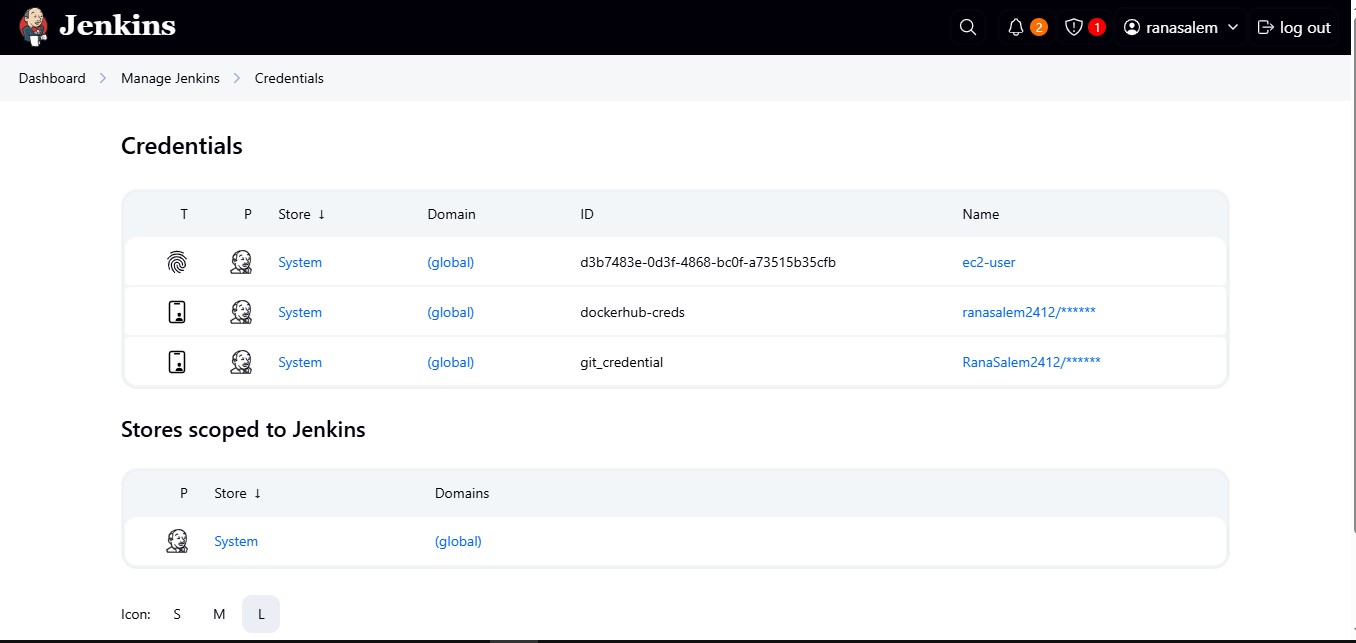 Jenkins 2 1 ranasalem log out
Dashboard Manage Jenkins Credentials
Credentials
T P Store ↓ Domain ID Name
System (global) d3b7483e-0d3f-4868-bc0f-a73515b35cfb ec2-user
System (global) dockerhub-creds ranasalem2412/******
System (global) git_credential RanaSalem2412/******
Stores scoped to Jenkins
P Store ↓ Domains
System (global)
Icon: S M L